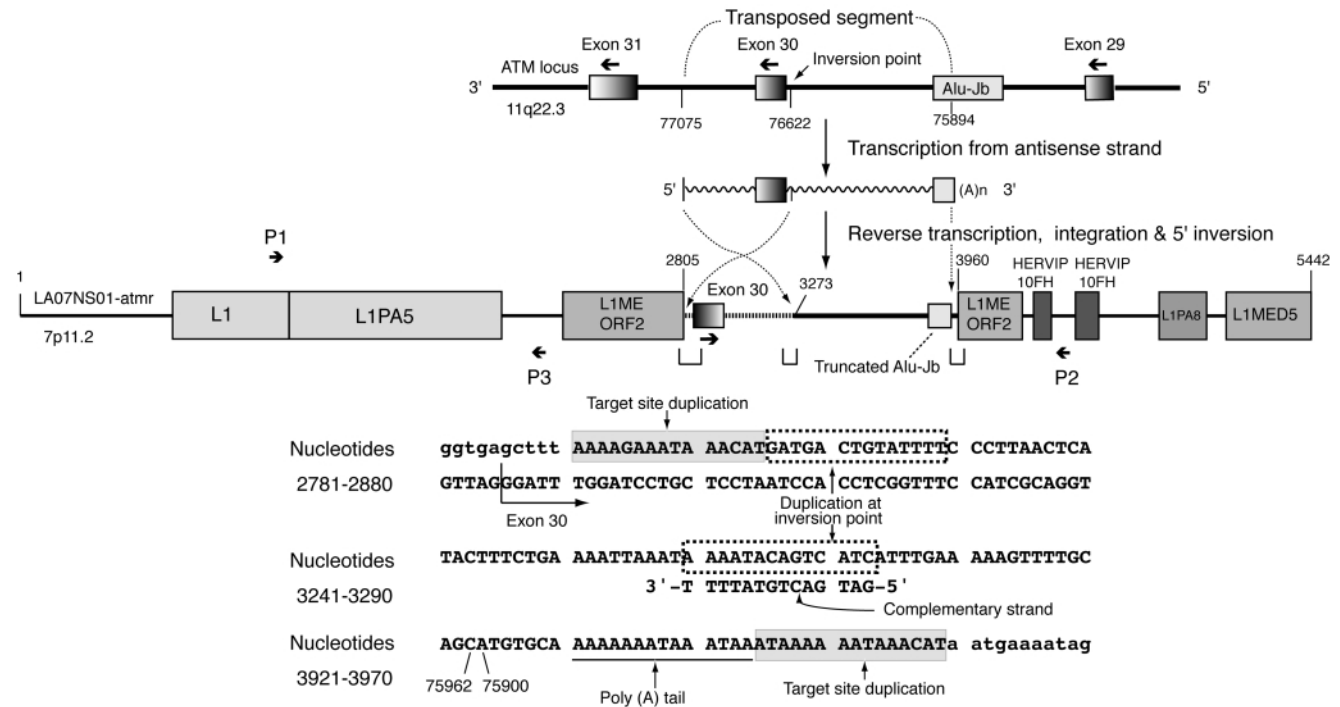 Transposed segment
Exon 31
Exon 30
Exon 29
Inversion point
ATM locus
3'
Alu-Jb
5'
11q22.3
77075
76622
75894
Transcription from antisense strand
5'
(A)n
3'
Reverse transcription, integration & 5' inversion
P1
1
2805
3273
3960
HERVIP
10FH
HERVIP
10FH
5442
LA07NS01-atmr
Exon 30
L1
L1PA5
L1ME
ORF2
L1ME
ORF2
L1PA8
L1MED5
7p11.2
P3
Truncated Alu-Jb
P2
Target site duplication
Nucleotides
2781-2880
ggtgagcttt AAAAGAAATA AACATGATGA CTGTATTTTC CCTTAACTCA
GTTAGGGATT TGGATCCTGC TCCTAATCCA CCTCGGTTTC CATCGCAGGT
Exon 30
Duplication at
inversion point
Nucleotides
3241-3290
TACTTTCTGA AAATTAAATA AAATACAGTC ATCATTTGAA AAAGTTTTGC
3'-T TTTATGTCAG TAG-5'
Complementary strand
Nucleotides
3921-3970
AGCATGTGCA AAAAAAATAA ATAAATAAAA AATAAACATa atgaaaatag
75962
75900
Poly (A) tail
Target site duplication